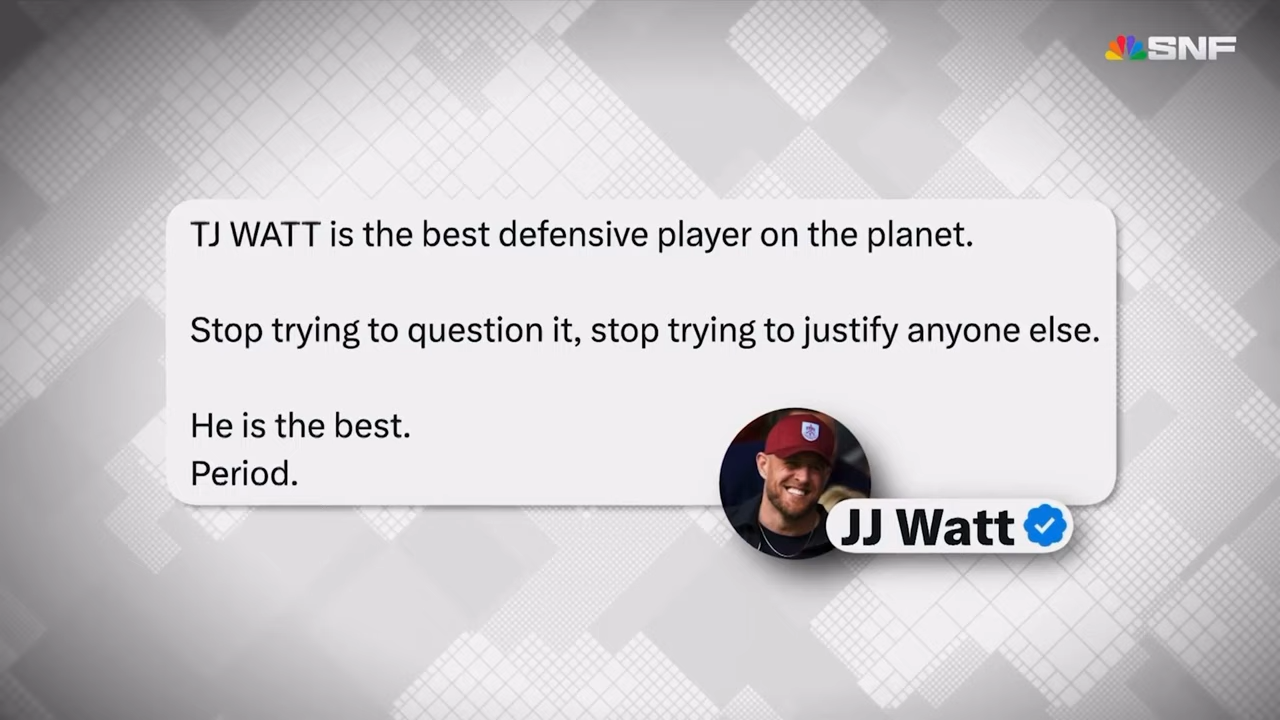 SNF
TJ WATT is the best defensive player on the planet.
Stop trying to question it, stop trying to justify anyone else.
He is the best.
Period.
JJ Watt